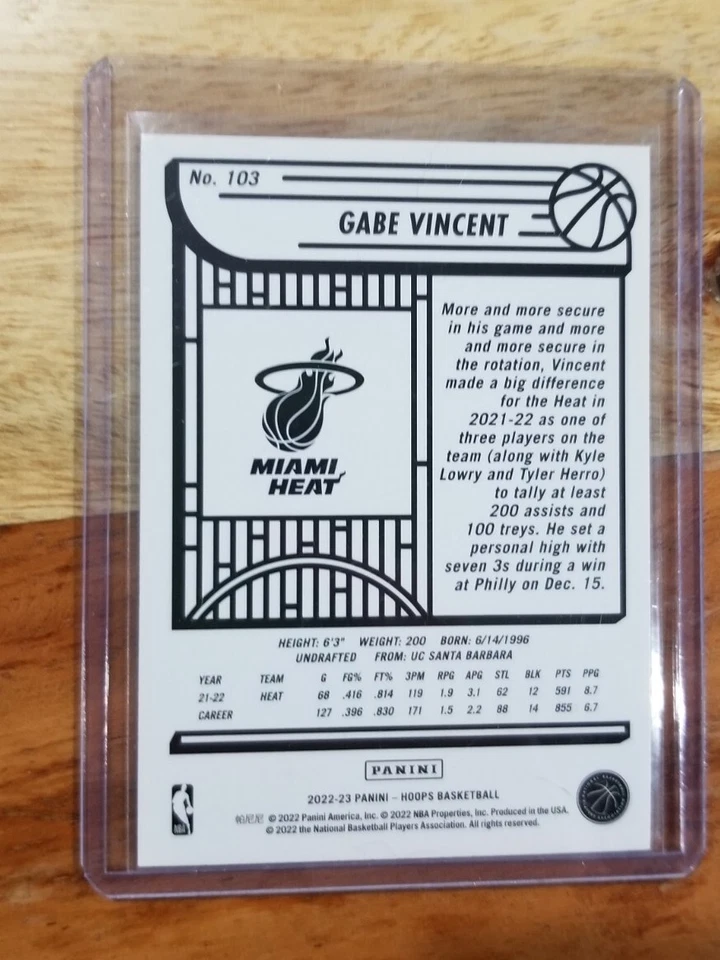 No. 103
GABE VINCENT
More and more secure
in his game and more
and more secure in
the rotation, Vincent
made a big difference
for the Heat in
2021-22 as one of
three players on the
team (along with Kyle
Lowry and Tyler Herro)
to tally at least
200 assists and
100 treys. He set a
personal high with
seven 3s during a win
at Philly on Dec. 15.
MIAMI
HEAT
HEIGHT: 6'3" WEIGHT: 200 BORN: 6/14/1996
UNDRAFTED FROM: UC SANTA BARBARA
YEAR TEAM G FG% FT% 3PM RPG APG STL BLK PTS PPG
21-22 HEAT 68 .416 .814 119 1.9 3.1 62 12 591 8.7
CAREER 127 .396 .830 171 1.5 2.2 88 14 855 6.7
PANINI
2022-23 PANINI – HOOPS BASKETBALL
© 2022 Panini America, Inc. © 2022 NBA Properties, Inc. Produced in the USA.
© 2022 the National Basketball Players Association. All rights reserved.
NBA